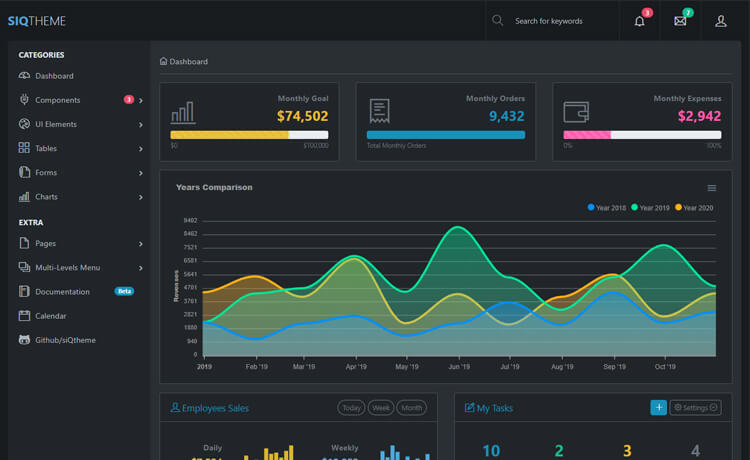 SIQTHEME
Search for keywords
3
7
CATEGORIES
Dashboard
Components 3
UI Elements
Tables
Forms
Charts
EXTRA
Pages
Multi-Levels Menu
Documentation Beta
Calendar
Github/siQtheme
Dashboard
Monthly Goal
$74,502
$0 $100,000
Monthly Orders
9,432
Total Monthly Orders
Monthly Expenses
$2,942
0% 100%
Years Comparison
Year 2018 Year 2019 Year 2020
9402
8462
7521
6581
5641
4701
3761
2821
1880
940
0
Revenses
2019 Feb '19 Mar '19 Apr '19 May '19 Jun '19 Jul '19 Aug '19 Sep '19 Oct '19
Employees Sales
Today Week Month
Daily
Weekly
My Tasks
+ Settings
10 2 3 4